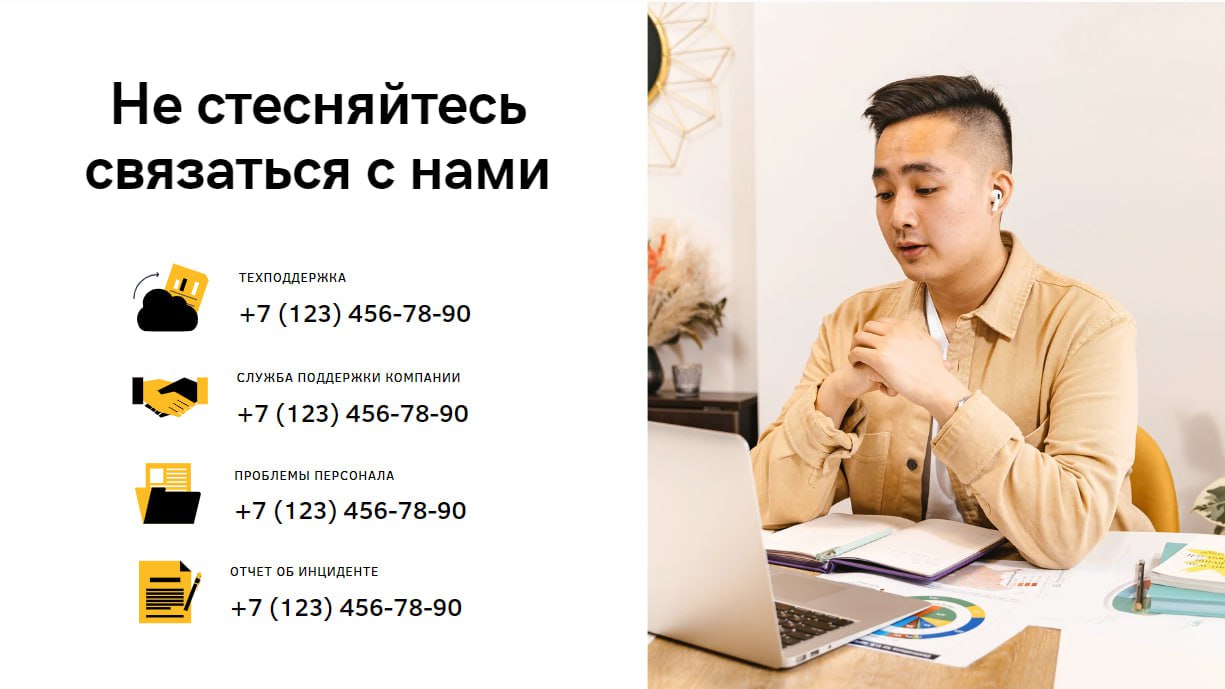 Не стесняйтесь
связаться с нами
ТЕХПОДДЕРЖКА
+7 (123) 456-78-90
СЛУЖБА ПОДДЕРЖКИ КОМПАНИИ
+7 (123) 456-78-90
ПРОБЛЕМЫ ПЕРСОНАЛА
+7 (123) 456-78-90
ОТЧЕТ ОБ ИНЦИДЕНТЕ
+7 (123) 456-78-90